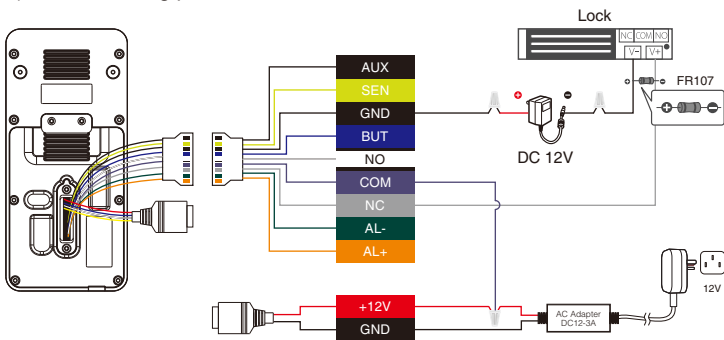 Lock
NC COM NO
V- V+
FR107
DC 12V
AUX
SEN
GND
BUT
NO
COM
NC
AL-
AL+
+12V
GND
AC Adapter
DC12-3A
12V